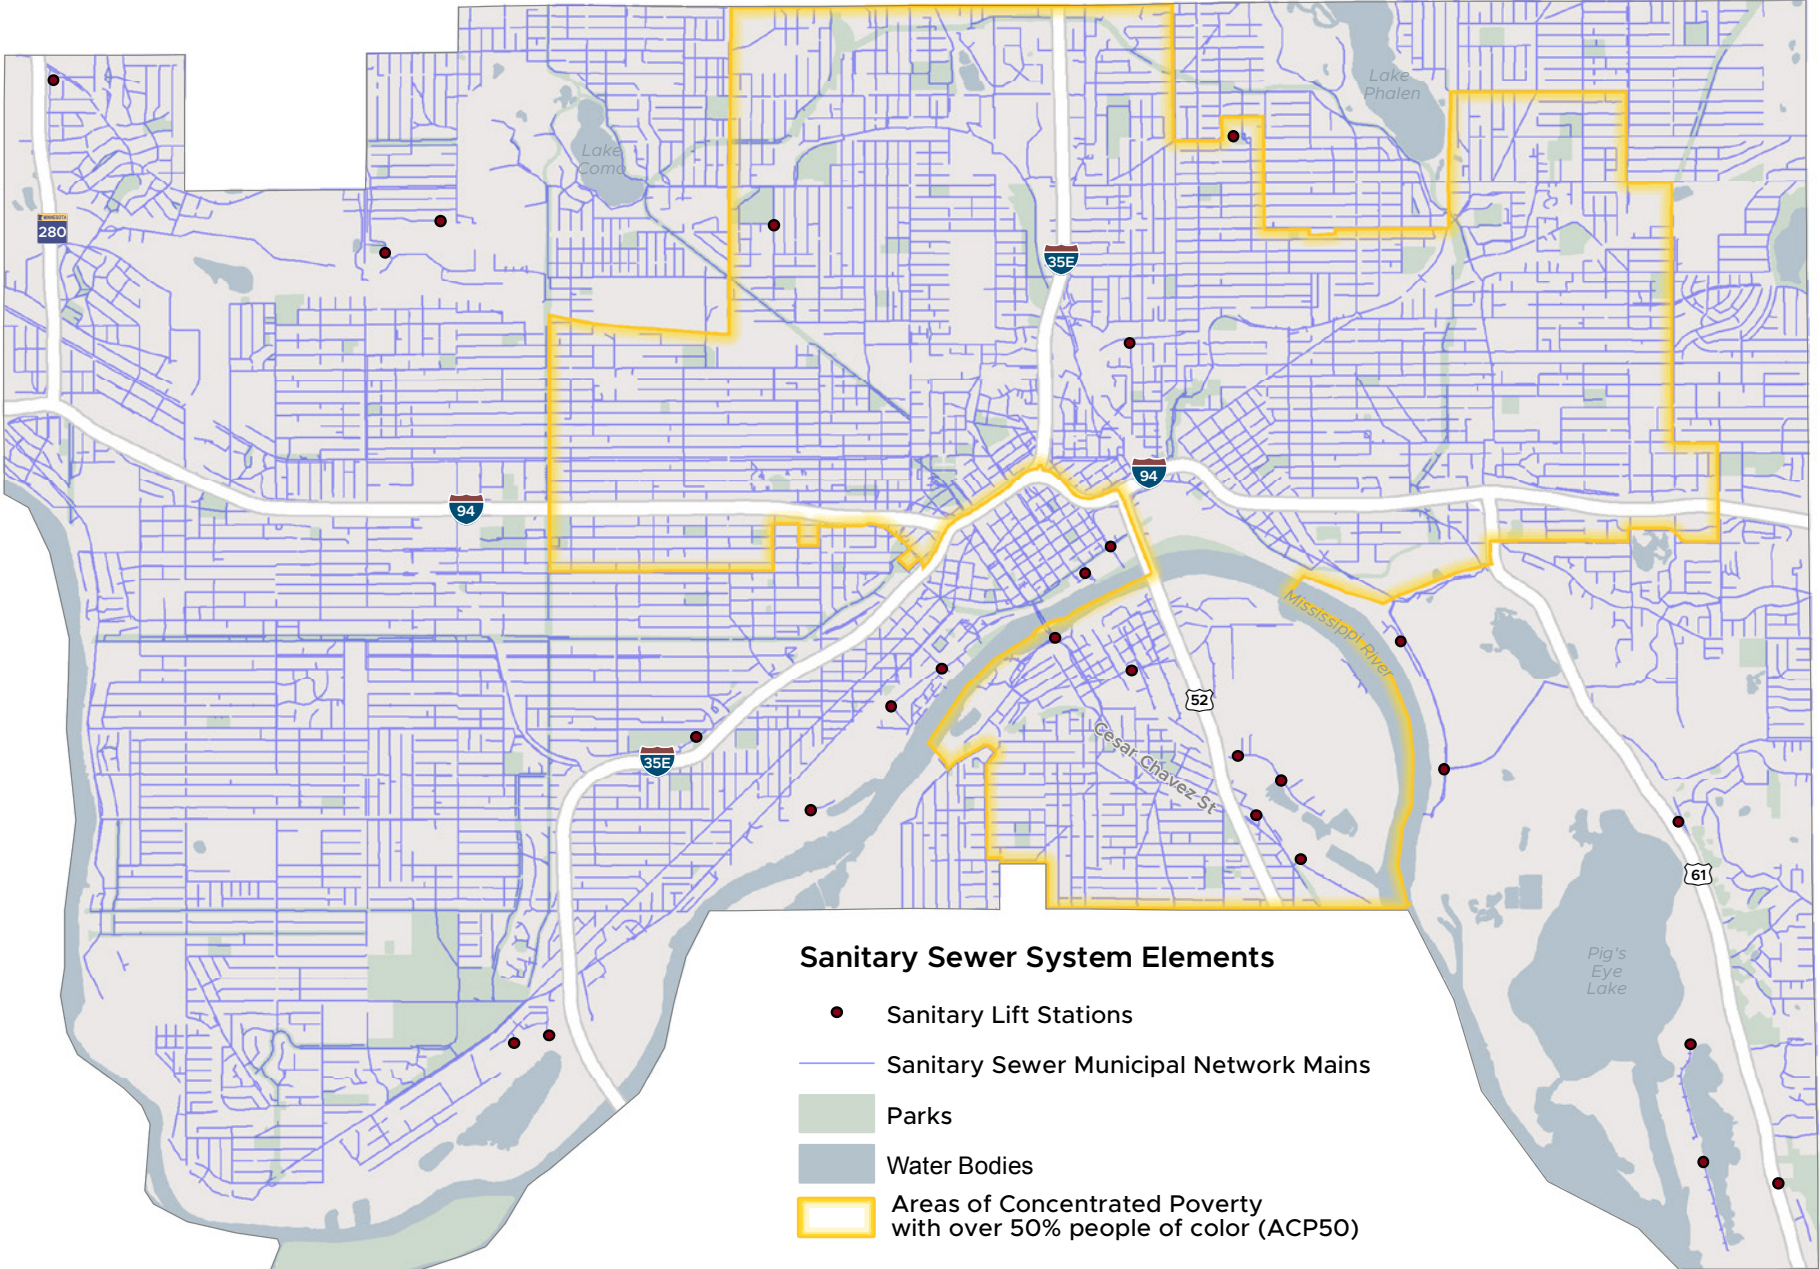 Lake
Phalen
Lake
Como
MINNESOTA
280
35E
94
94
Mississippi River
52
Cesar Chavez St
35E
61
Pig's
Eye
Lake
Sanitary Sewer System Elements
Sanitary Lift Stations
Sanitary Sewer Municipal Network Mains
Parks
Water Bodies
Areas of Concentrated Poverty
with over 50% people of color (ACP50)